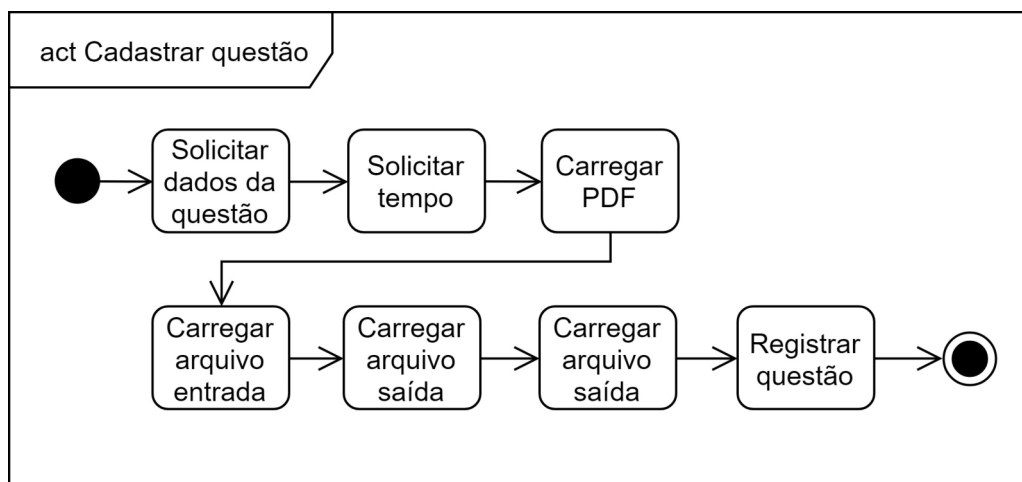 act Cadastrar questão
Solicitar
dados da
questão
Solicitar
tempo
Carregar
PDF
Carregar
arquivo
entrada
Carregar
arquivo
saída
Carregar
arquivo
saída
Registrar
questão